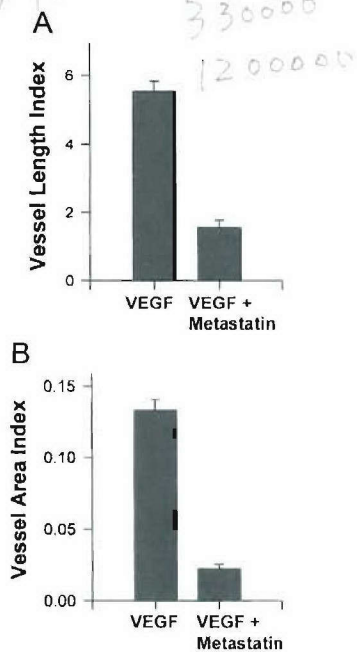 A
330000
1200000
6
4
2
0
Vessel Length Index
VEGF
VEGF +
Metastatin
B
0.15
0.10
0.05
0.00
Vessel Area Index
VEGF
VEGF +
Metastatin